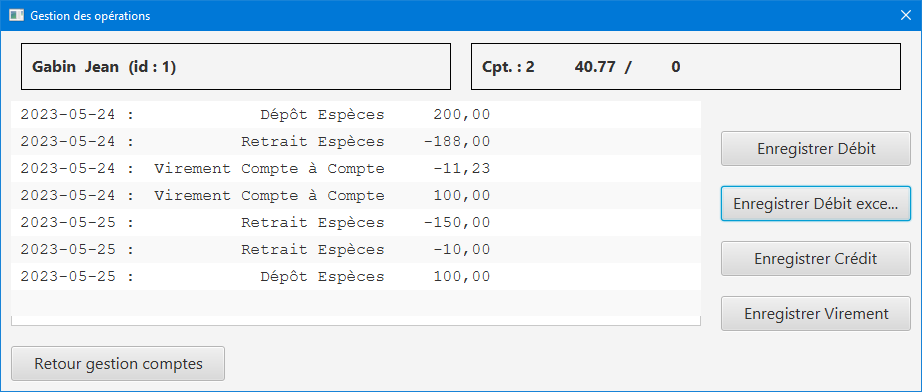 Gestion des opérations
Gabin Jean (id : 1)
Cpt. : 2 40.77 / 0
2023-05-24 : Dépôt Espèces 200,00
2023-05-24 : Retrait Espèces -188,00
2023-05-24 : Virement Compte à Compte -11,23
2023-05-24 : Virement Compte à Compte 100,00
2023-05-25 : Retrait Espèces -150,00
2023-05-25 : Retrait Espèces -10,00
2023-05-25 : Dépôt Espèces 100,00
Enregistrer Débit
Enregistrer Débit exce...
Enregistrer Crédit
Enregistrer Virement
Retour gestion comptes